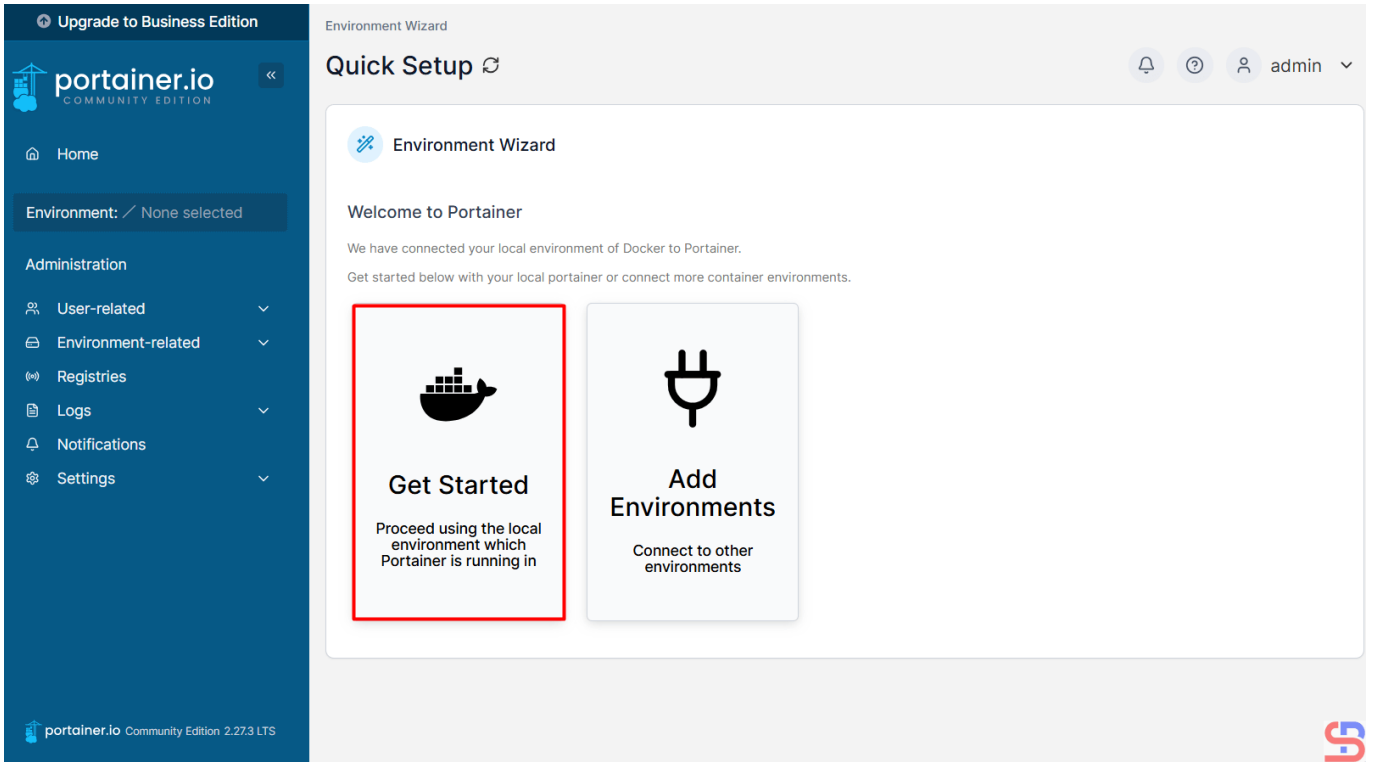 Upgrade to Business Edition
portainer.io
COMMUNITY EDITION
Home
Environment: None selected
Administration
User-related
Environment-related
Registries
Logs
Notifications
Settings
portainer.io Community Edition 2.27.3 LTS
Environment Wizard
Quick Setup
admin
Environment Wizard
Welcome to Portainer
We have connected your local environment of Docker to Portainer.
Get started below with your local portainer or connect more container environments.
Get Started
Proceed using the local
environment which
Portainer is running in
Add
Environments
Connect to other
environments